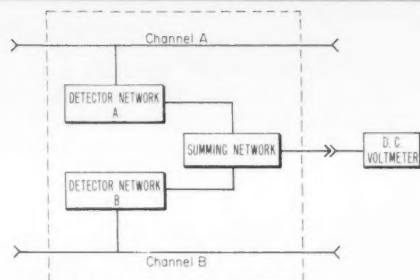 Channel A
DETECTOR NETWORK
A
SUMMING NETWORK
D. C.
VOLTMETER
DETECTOR NETWORK
B
Channel B